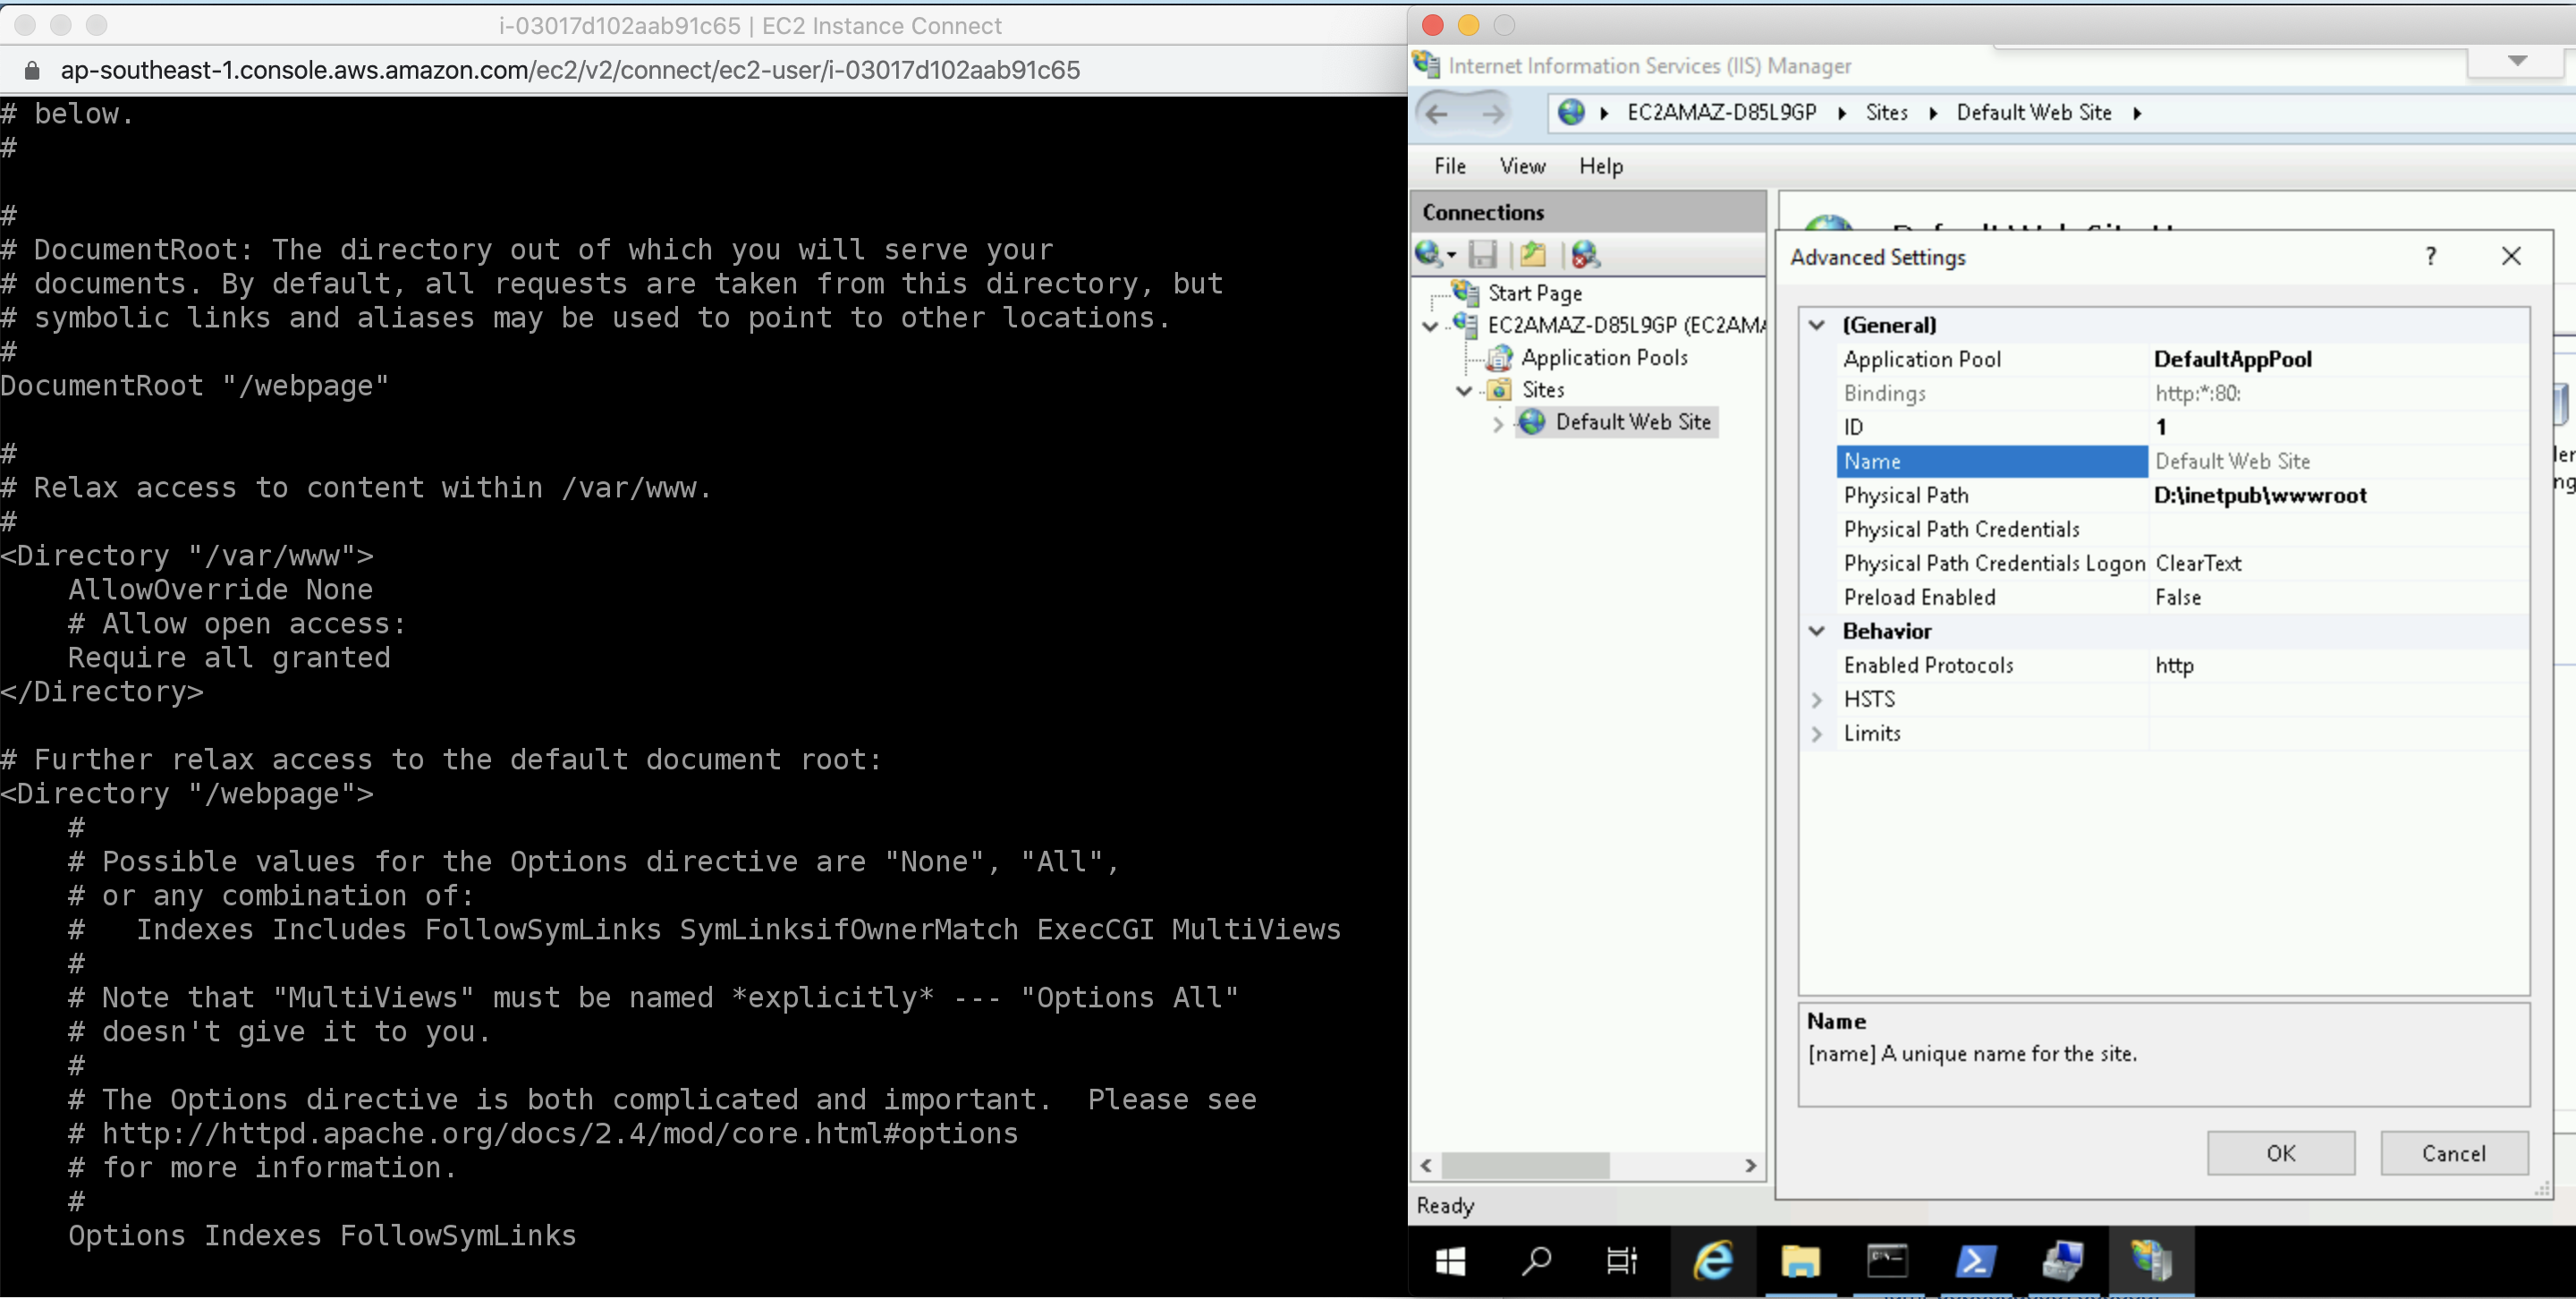 i-03017d102aab91c65 | EC2 Instance Connect
ap-southeast-1.console.aws.amazon.com/ec2/v2/connect/ec2-user/i-03017d102aab91c65
# below.
#
#
# DocumentRoot: The directory out of which you will serve your
# documents. By default, all requests are taken from this directory, but
# symbolic links and aliases may be used to point to other locations.
#
DocumentRoot "/webpage"
#
# Relax access to content within /var/www.
#
<Directory "/var/www">
    AllowOverride None
    # Allow open access:
    Require all granted
</Directory>
# Further relax access to the default document root:
<Directory "/webpage">
    #
    # Possible values for the Options directive are "None", "All",
    # or any combination of:
    #   Indexes Includes FollowSymLinks SymLinksifOwnerMatch ExecCGI MultiViews
    #
    # Note that "MultiViews" must be named *explicitly* --- "Options All"
    # doesn't give it to you.
    #
    # The Options directive is both complicated and important.  Please see
    # http://httpd.apache.org/docs/2.4/mod/core.html#options
    # for more information.
    #
    Options Indexes FollowSymLinks
Internet Information Services (IIS) Manager
EC2AMAZ-D85L9GP Sites Default Web Site
File View Help
Connections
Start Page
EC2AMAZ-D85L9GP (EC2AMA
Application Pools
Sites
Default Web Site
Advanced Settings
(General)
Application Pool DefaultAppPool
Bindings http:*:80:
ID 1
Name Default Web Site
Physical Path D:\inetpub\wwwroot
Physical Path Credentials
Physical Path Credentials Logon ClearText
Preload Enabled False
Behavior
Enabled Protocols http
HSTS
Limits
Name
[name] A unique name for the site.
OK Cancel
Ready